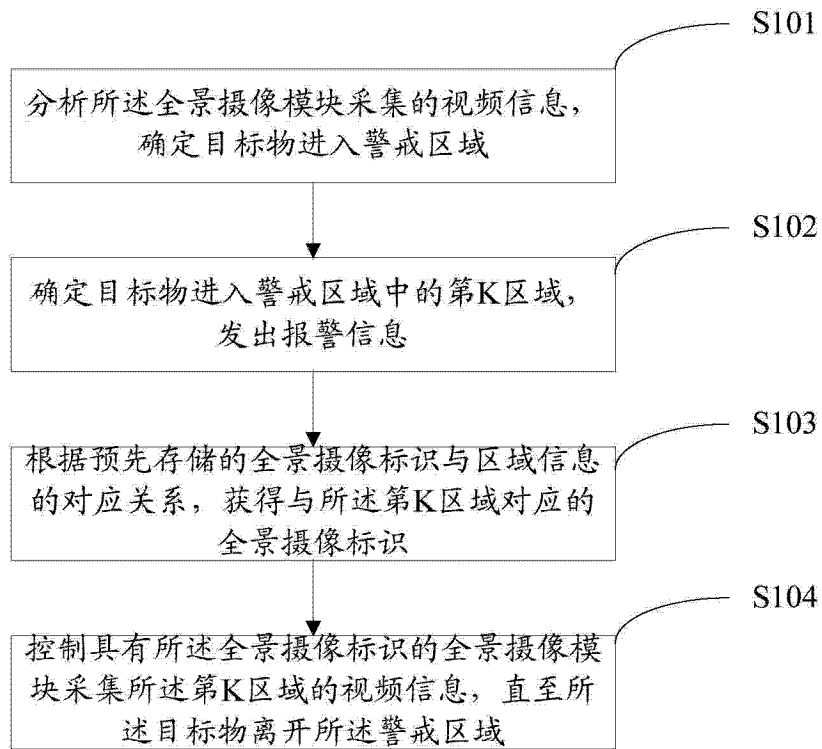 S101
分析所述全景摄像模块采集的视频信息，
确定目标物进入警戒区域
S102
确定目标物进入警戒区域中的第K区域，
发出报警信息
S103
根据预先存储的全景摄像标识与区域信息
的对应关系，获得与所述第K区域对应的
全景摄像标识
S104
控制具有所述全景摄像标识的全景摄像模
块采集所述第K区域的视频信息，直至所
述目标物离开所述警戒区域